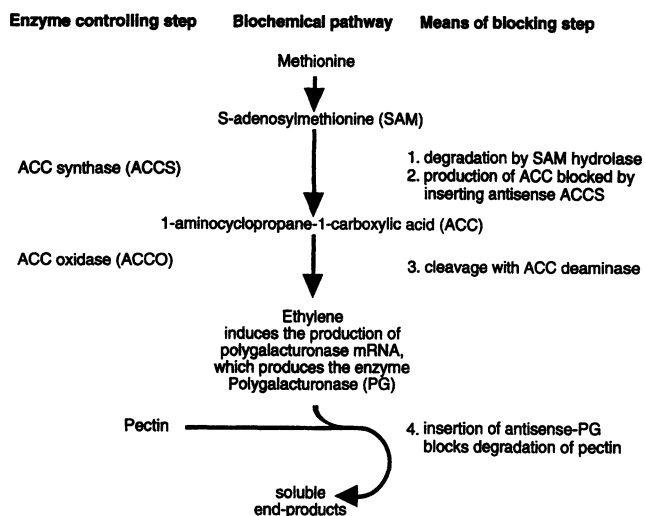 Enzyme controlling step Biochemical pathway Means of blocking step
Methionine
S-adenosylmethionine (SAM)
ACC synthase (ACCS)
1. degradation by SAM hydrolase
2. production of ACC blocked by
inserting antisense ACCS
1-aminocyclopropane-1-carboxylic acid (ACC)
ACC oxidase (ACCO)
3. cleavage with ACC deaminase
Ethylene
induces the production of
polygalacturonase mRNA,
which produces the enzyme
Polygalacturonase (PG)
Pectin
4. insertion of antisense-PG
blocks degradation of pectin
soluble
end-products